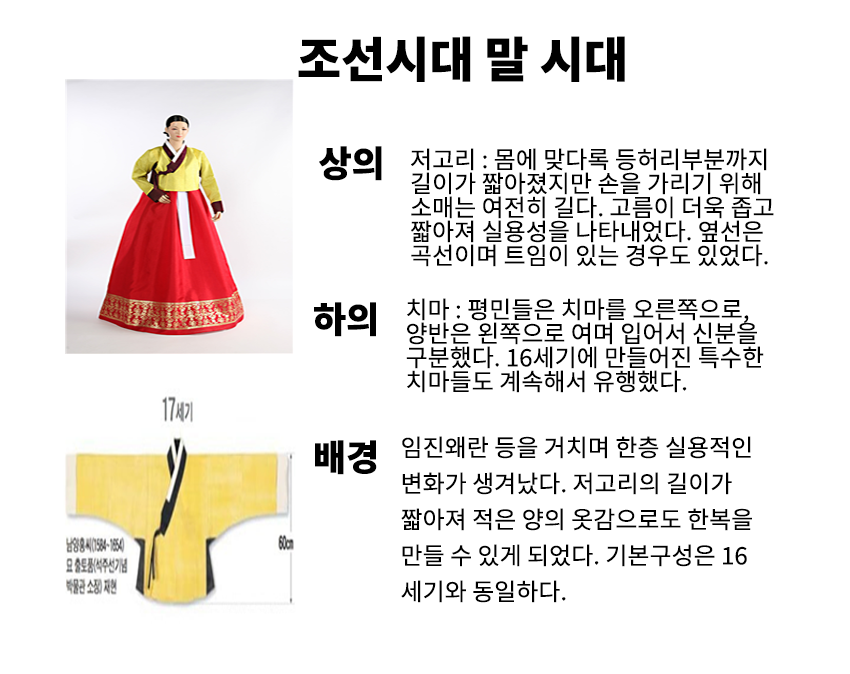 조선시대 말 시대
상의
저고리 : 몸에 맞다록 등허리부분까지
길이가 짧아졌지만 손을 가리기 위해
소매는 여전히 길다. 고름이 더욱 좁고
짧아져 실용성을 나타내었다. 옆선은
곡선이며 트임이 있는 경우도 있었다.
하의
치마 : 평민들은 치마를 오른쪽으로,
양반은 왼쪽으로 여며 입어서 신분을
구분했다. 16세기에 만들어진 특수한
치마들도 계속해서 유행했다.
17세기
남양홍씨(1584~1654)
묘 출토품(석주선기념
박물관 소장) 재현
60cm
배경
임진왜란 등을 거치며 한층 실용적인
변화가 생겨났다. 저고리의 길이가
짧아져 적은 양의 옷감으로도 한복을
만들 수 있게 되었다. 기본구성은 16
세기와 동일하다.